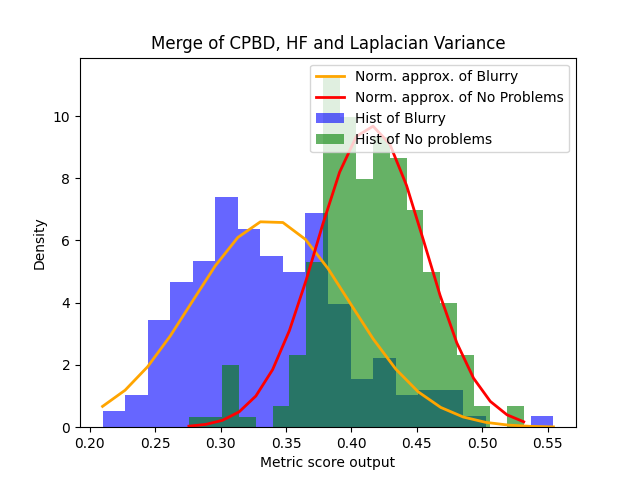 Merge of CPBD, HF and Laplacian Variance
Norm. approx. of Blurry
Norm. approx. of No Problems
Hist of Blurry
Hist of No problems
Density
10
8
6
4
2
0
0.20 0.25 0.30 0.35 0.40 0.45 0.50 0.55
Metric score output